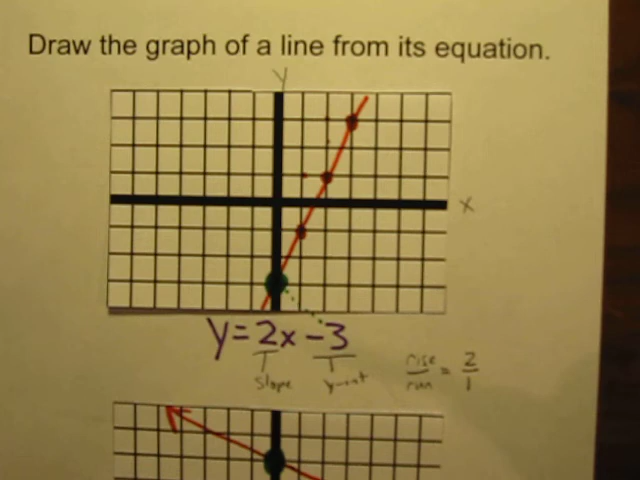 Draw the graph of a line from its equation.
Y
X
y=2x-3
slope
y-int
rise/run = 2/1